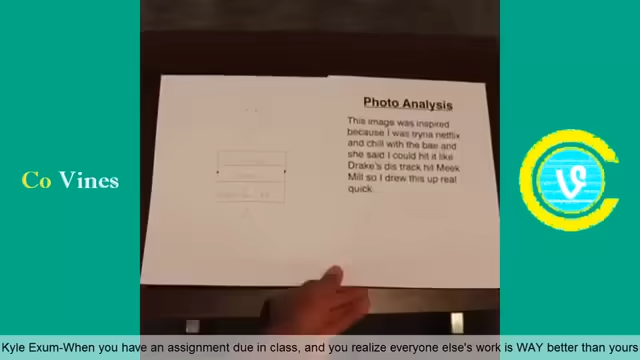 Photo Analysis
This image was inspired
because I was tryna netflix
and chill with the bae and
she said I could hit it like
Drake's dis track hit Meek
Mill so I drew this up real
quick.
Co Vines
Kyle Exum-When you have an assignment due in class, and you realize everyone else's work is WAY better than yours